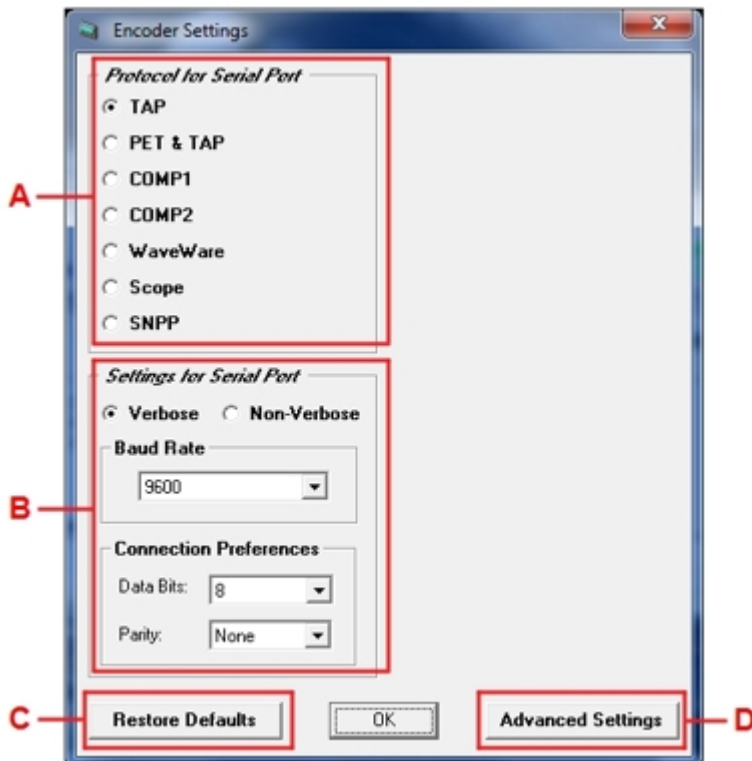 Encoder Settings
Protocol for Serial Port
TAP
PET & TAP
COMP1
A
COMP2
WaveWare
Scope
SNPP
Settings for Serial Port
Verbose Non-Verbose
Baud Rate
9600
B
Connection Preferences
Data Bits: 8
Parity: None
C Restore Defaults OK Advanced Settings D